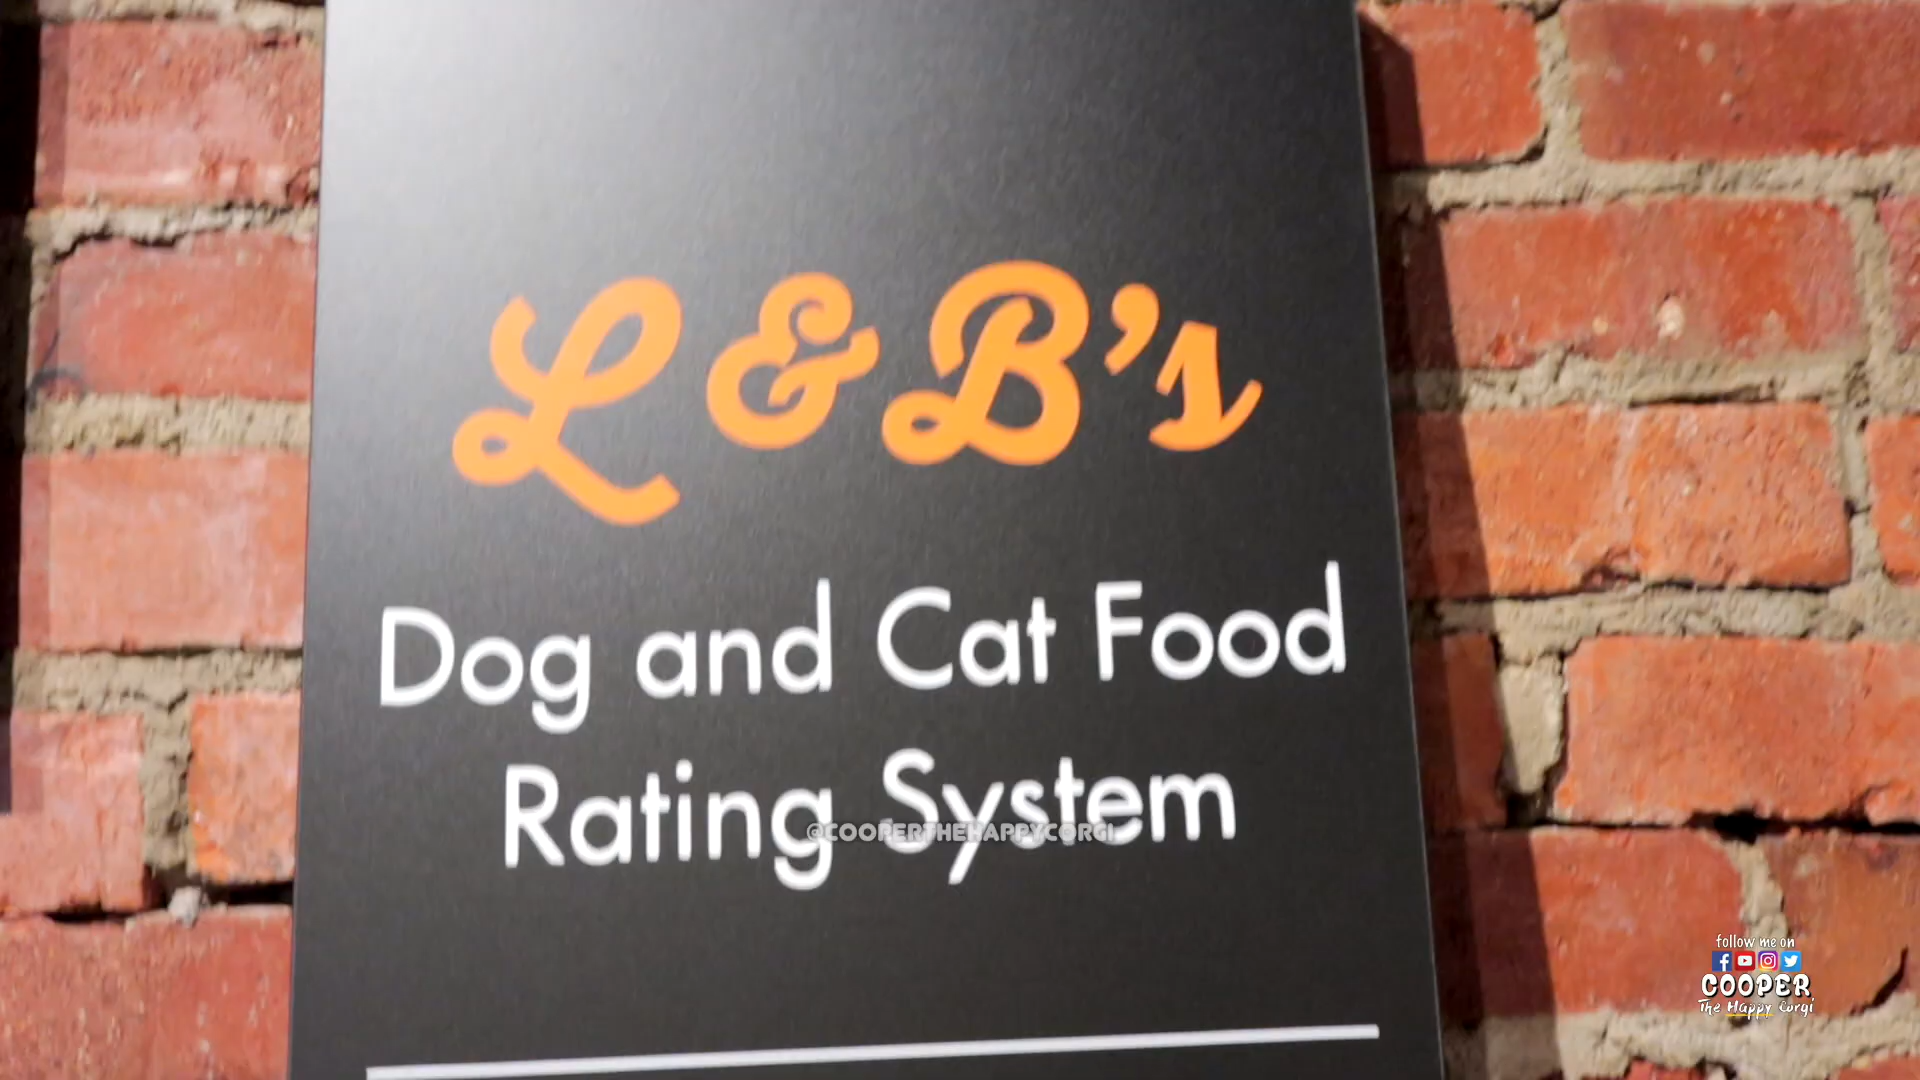 L & B's
Dog and Cat Food
Rating System
@COOPERTHEHAPPYCORGI
follow me on
COOPER
The Happy Corgi